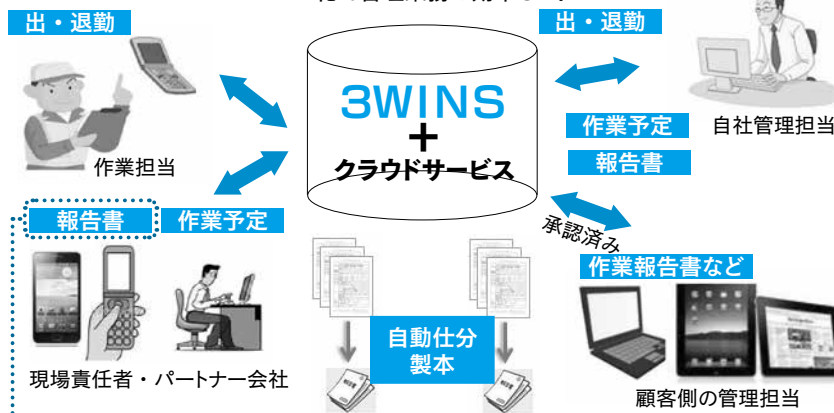 出・退勤
出・退勤
3WINS
+
クラウドサービス
作業予定
自社管理担当
報告書
作業担当
報告書
作業予定
承認済み
作業報告書など
自動仕分
製本
現場責任者・パートナー会社
顧客側の管理担当